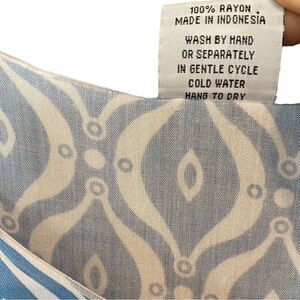 100% RAYON
MADE IN INDONESIA
WASH BY HAND
OR SEPARATELY
IN GENTLE CYCLE
COLD WATER
HANG TO DRY